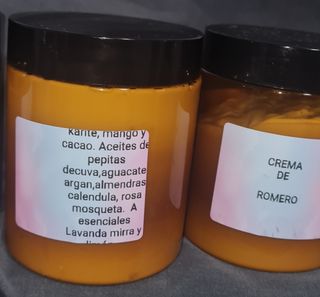 karite, mango y
cacao. Aceites de
pepitas
decuva,aguacate
argan,almendras
calendula, rosa
mosqueta. A
esenciales
Lavanda mirra y
CREMA
DE
ROMERO